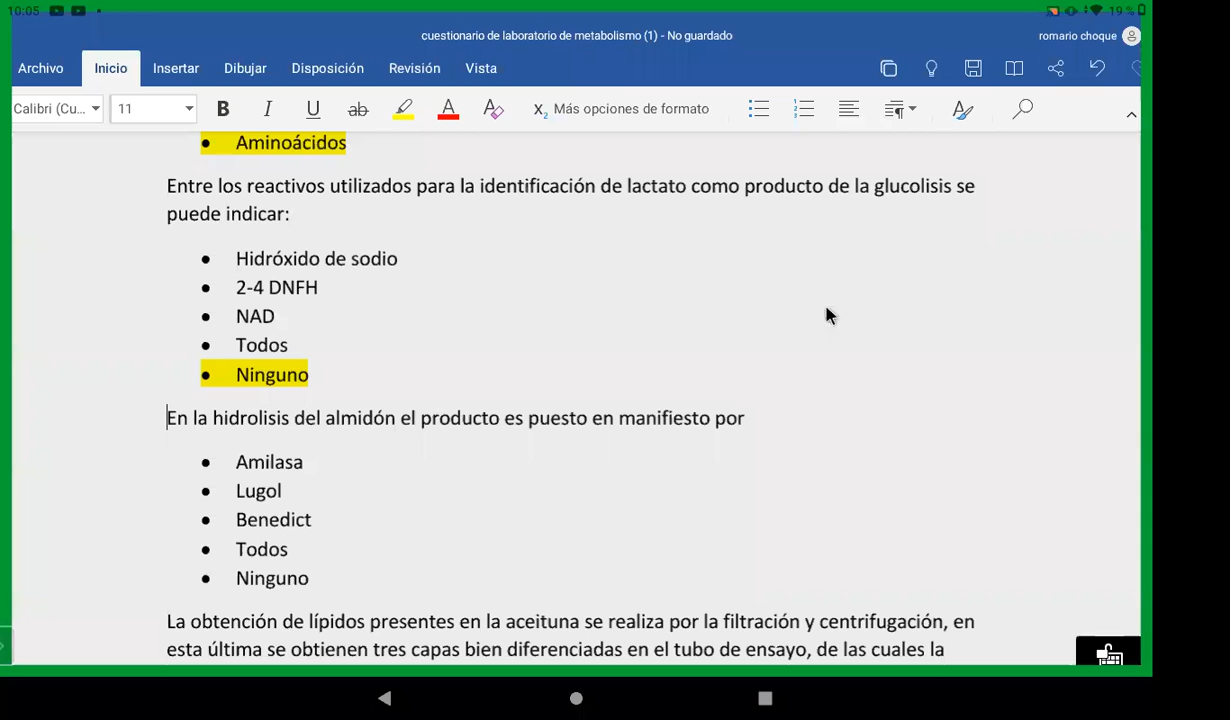 10:05
19 %
cuestionario de laboratorio de metabolismo (1) - No guardado
romario choque
Archivo Inicio Insertar Dibujar Disposición Revisión Vista
Calibri (Cu... 11 B I U ab A A X₂ Más opciones de formato
• Aminoácidos
Entre los reactivos utilizados para la identificación de lactato como producto de la glucolisis se
puede indicar:
• Hidróxido de sodio
• 2-4 DNFH
• NAD
• Todos
• Ninguno
En la hidrolisis del almidón el producto es puesto en manifiesto por
• Amilasa
• Lugol
• Benedict
• Todos
• Ninguno
La obtención de lípidos presentes en la aceituna se realiza por la filtración y centrifugación, en
esta última se obtienen tres capas bien diferenciadas en el tubo de ensayo, de las cuales la